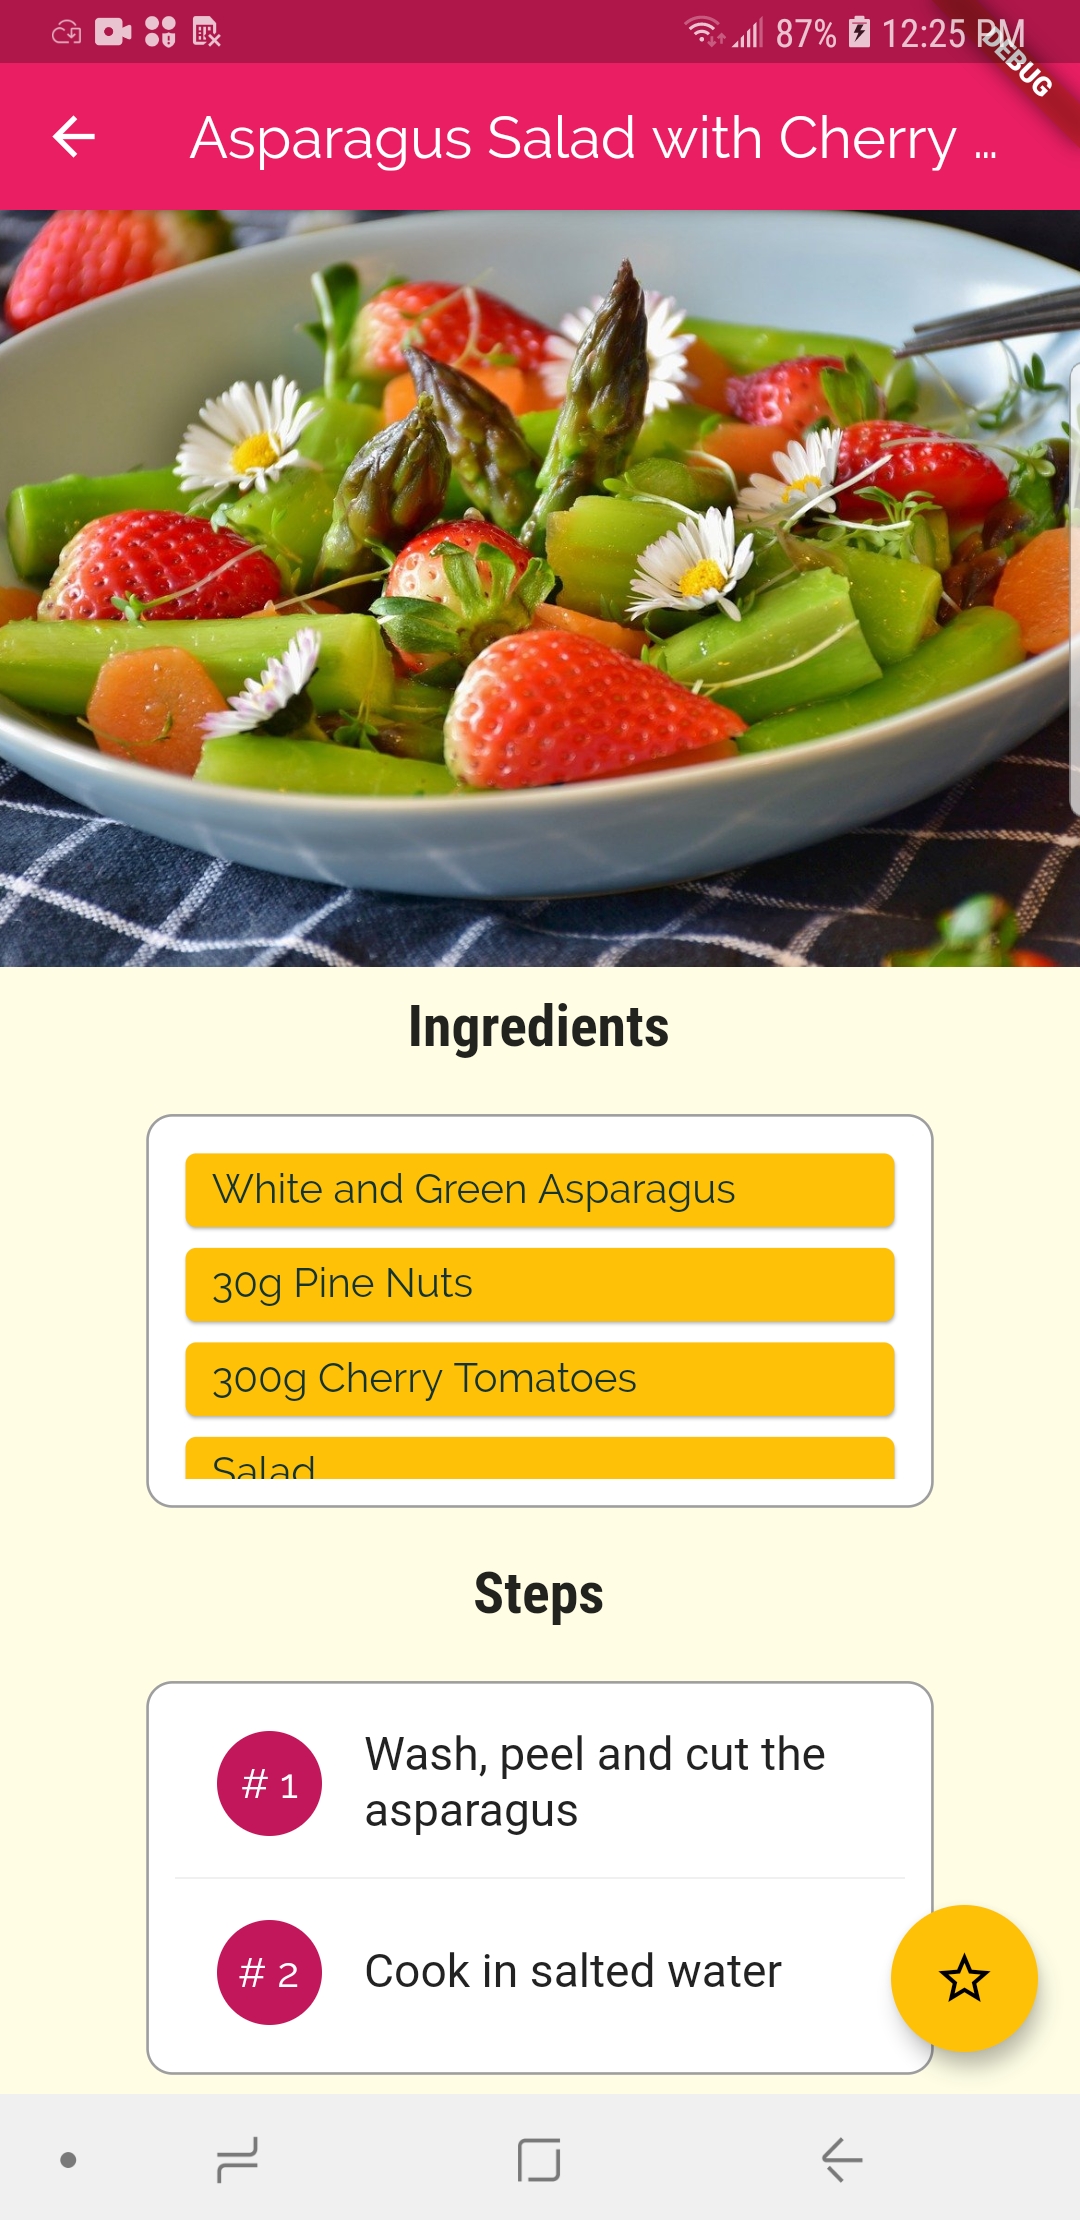 87% 12:25 PM
DEBUG
Asparagus Salad with Cherry ...
Ingredients
White and Green Asparagus
30g Pine Nuts
300g Cherry Tomatoes
Salad
Steps
# 1
Wash, peel and cut the
asparagus
# 2
Cook in salted water